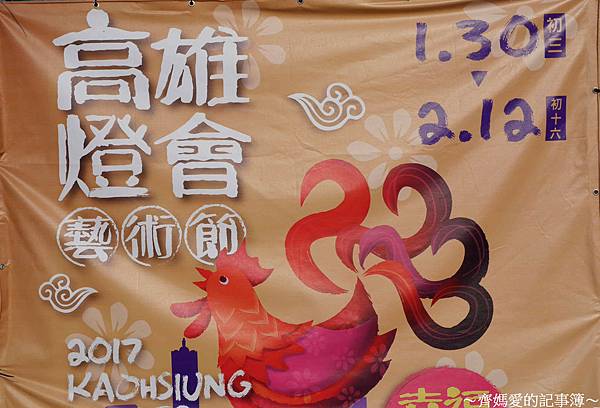 高雄
燈會
藝術節
1.30 初三
2.12 初十六
2017
KAOHSIUNG
～齊媽愛的記事簿～